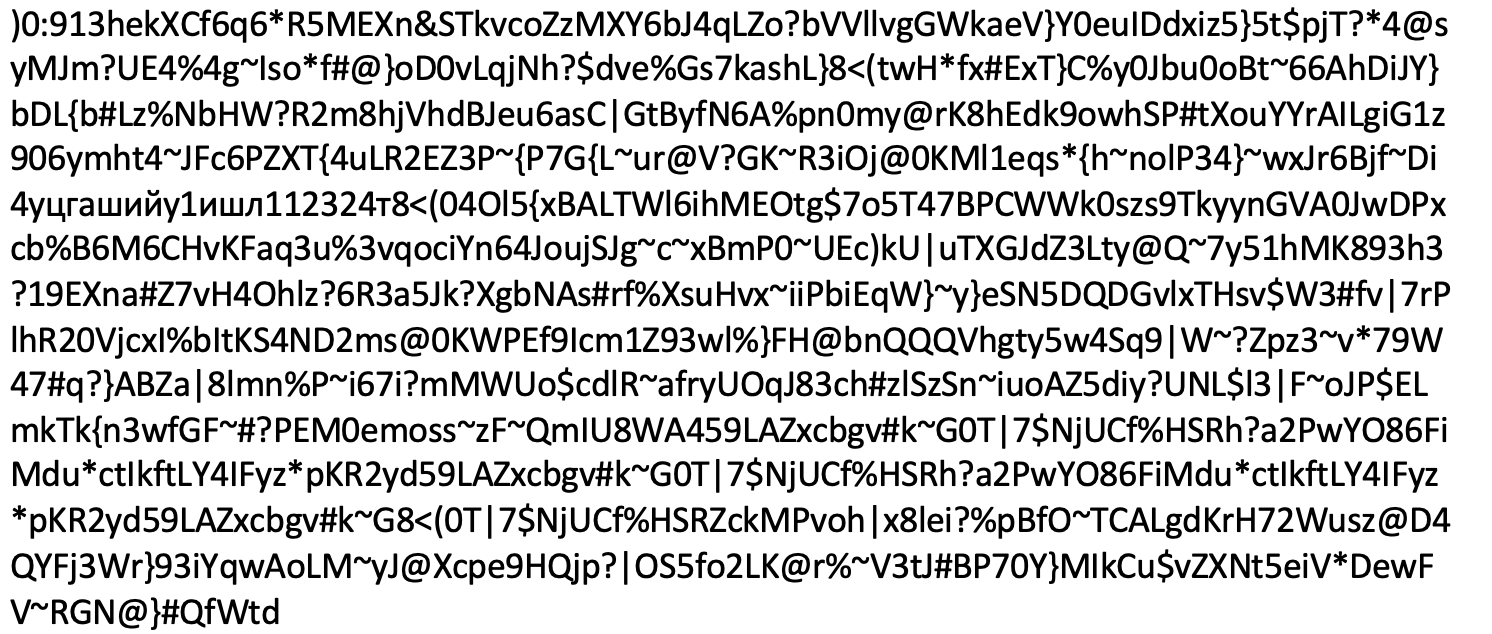 )0:913hekXCf6q6*R5MEXn&STkvcoZzMXY6bJ4qLZo?bVVllvgGWkaeV}Y0euIDdxiz5}5t$pjT?*4@s
yMJm?UE4%4g~Iso*f#@}oD0vLqjNh?$dve%Gs7kashL}8<(twH*fx#ExT}C%y0Jbu0oBt~66AhDiJY}
bDL{b#Lz%NbHW?R2m8hjVhdBJeu6asC|GtByfN6A%pn0my@rK8hEdk9owhSP#tXouYYrAILgiG1z
906ymht4~JFc6PZXT{4uLR2EZ3P~{P7G{L~ur@V?GK~R3iOj@0KMl1eqs*{h~nolP34}~wxJr6Bjf~Di
4уцгашийу1ишл112324т8<(04Ol5{xBALTWl6ihMEOtg$7o5T47BPCWWk0szs9TkyynGVA0JwDPx
cb%B6M6CHvKFaq3u%3vqociYn64JoujSJg~c~xBmP0~UEc)kU|uTXGJdZ3Lty@Q~7y51hMK893h3
?19EXna#Z7vH4Ohlz?6R3a5Jk?XgbNAs#rf%XsuHvx~iiPbiEqW}~y}eSN5DQDGvlxTHsv$W3#fv|7rP
lhR20VjcxI%bItKS4ND2ms@0KWPEf9Icm1Z93wl%}FH@bnQQQVhgty5w4Sq9|W~?Zpz3~v*79W
47#q?}ABZa|8lmn%P~i67i?mMWUo$cdlR~afryUOqJ83ch#zlSzSn~iuoAZ5diy?UNL$l3|F~oJP$EL
mkTk{n3wfGF~#?PEM0emoss~zF~QmIU8WA459LAZxcbgv#k~G0T|7$NjUCf%HSRh?a2PwYO86Fi
Mdu*ctIkftLY4IFyz*pKR2yd59LAZxcbgv#k~G0T|7$NjUCf%HSRh?a2PwYO86FiMdu*ctIkftLY4IFyz
*pKR2yd59LAZxcbgv#k~G8<(0T|7$NjUCf%HSRZckMPvoh|x8lei?%pBfO~TCALgdKrH72Wusz@D4
QYFj3Wr}93iYqwAoLM~yJ@Xcpe9HQjp?|OS5fo2LK@r%~V3tJ#BP70Y}MIkCu$vZXNt5eiV*DewF
V~RGN@}#QfWtd